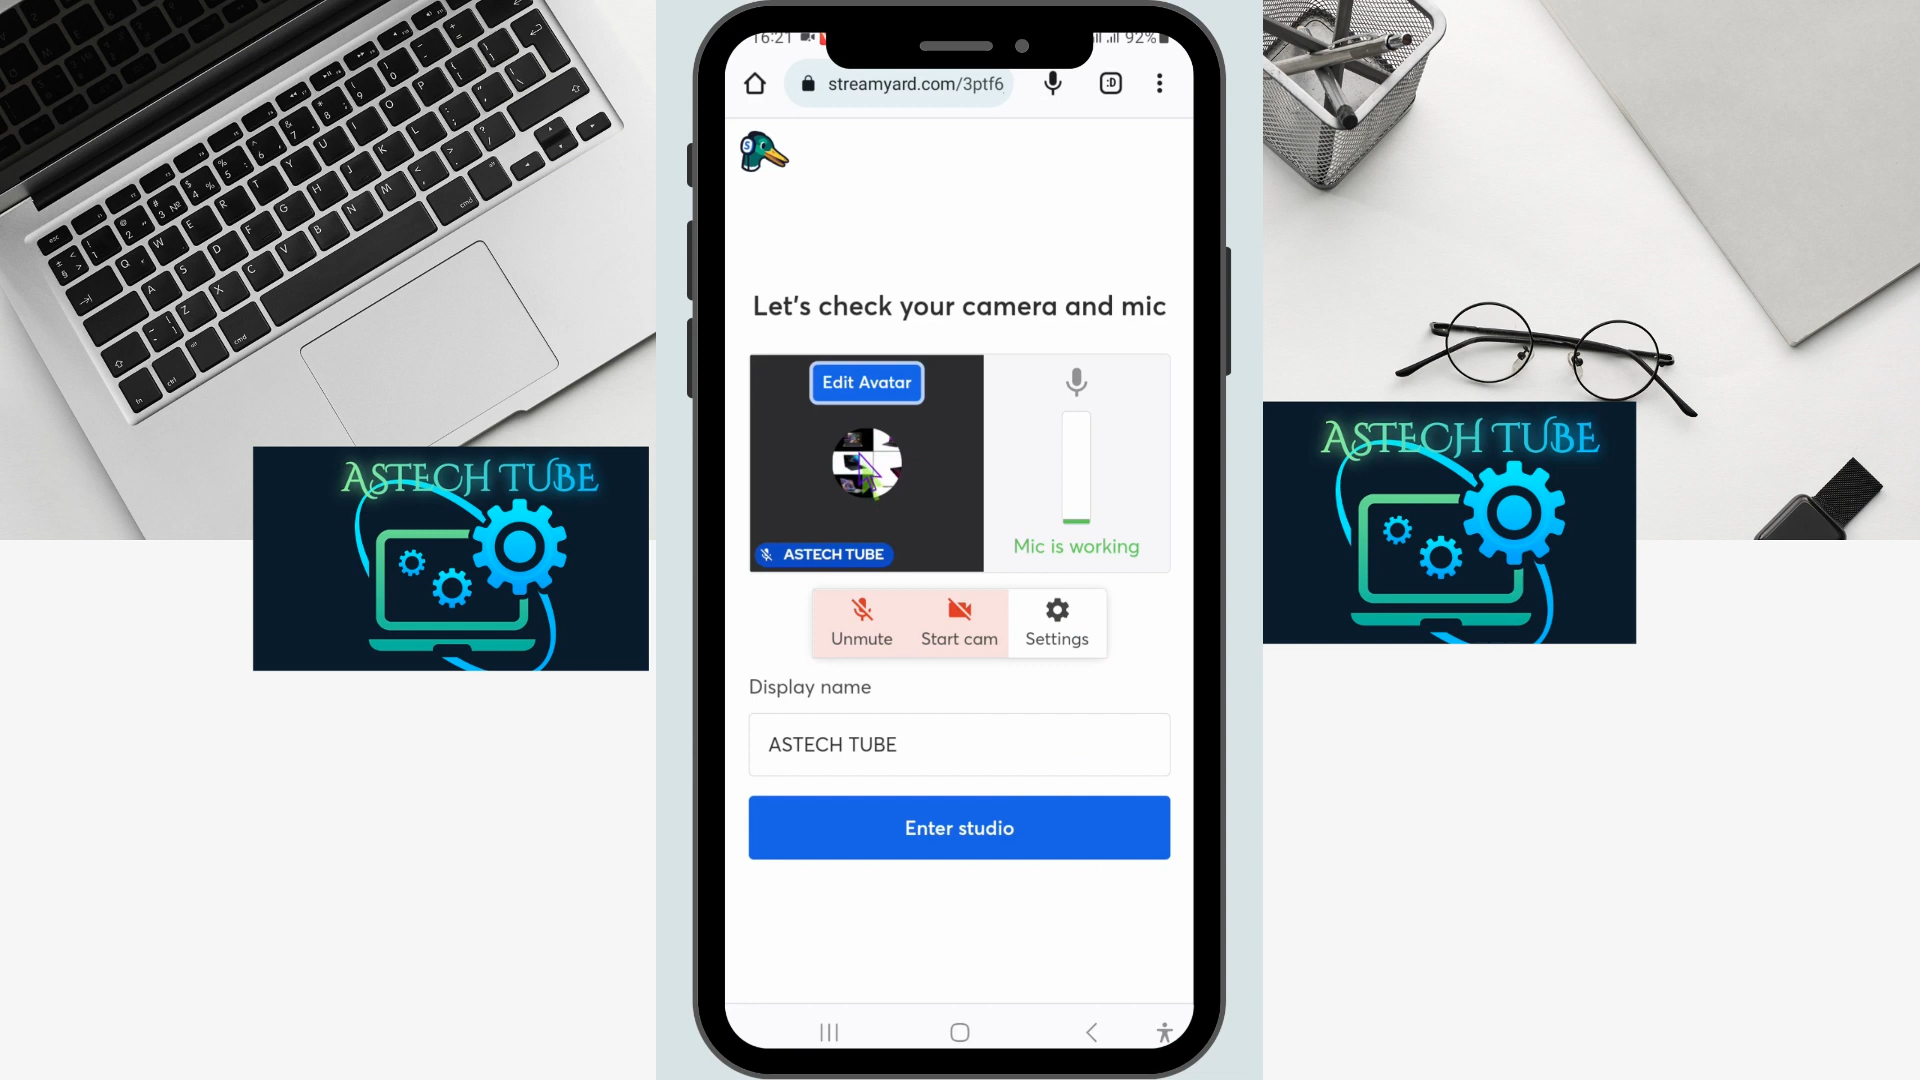 16:21
92%
streamyard.com/3ptf6
:D
S
Let's check your camera and mic
Edit Avatar
Mic is working
ASTECH TUBE
Unmute
Start cam
Settings
Display name
ASTECH TUBE
Enter studio
ASTECH TUBE
ASTECH TUBE